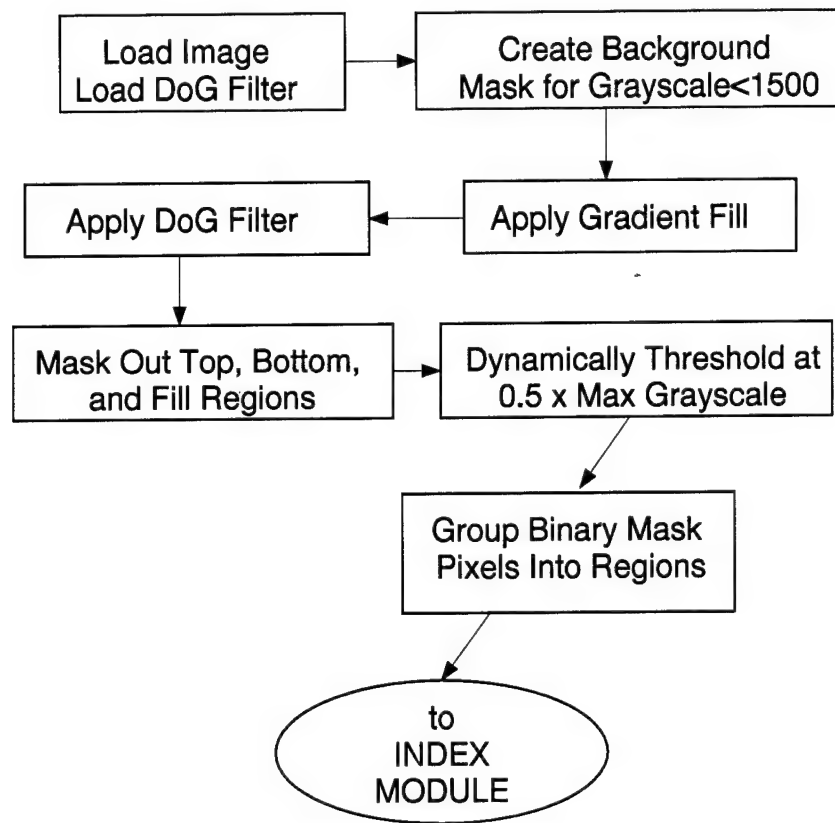 Load Image
Load DoG Filter
Create Background
Mask for Grayscale<1500
Apply Gradient Fill
Apply DoG Filter
Mask Out Top, Bottom,
and Fill Regions
Dynamically Threshold at
0.5 x Max Grayscale
Group Binary Mask
Pixels Into Regions
to
INDEX
MODULE